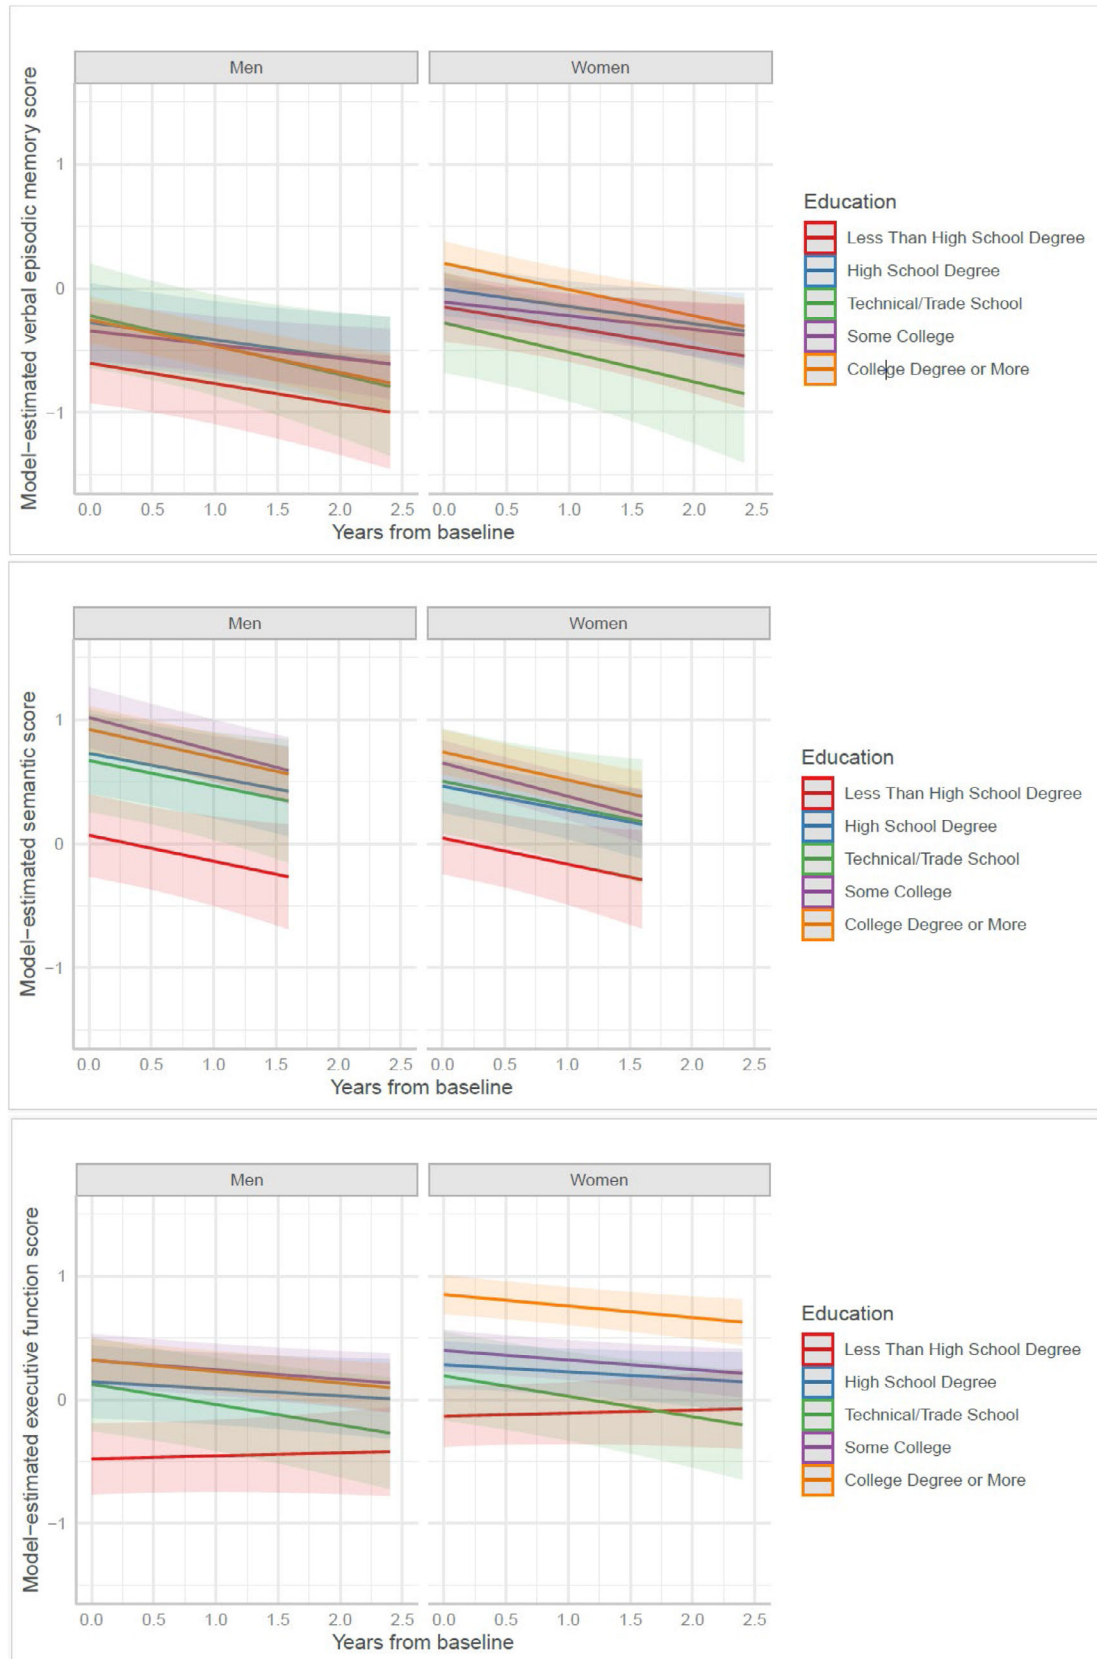 Men
Women
Model-estimated verbal episodic memory score
1
0
−1
0.0 0.5 1.0 1.5 2.0 2.5
0.0 0.5 1.0 1.5 2.0 2.5
Years from baseline
Education
Less Than High School Degree
High School Degree
Technical/Trade School
Some College
College Degree or More
Men
Women
Model-estimated semantic score
1
0
−1
0.0 0.5 1.0 1.5 2.0 2.5
0.0 0.5 1.0 1.5 2.0 2.5
Years from baseline
Education
Less Than High School Degree
High School Degree
Technical/Trade School
Some College
College Degree or More
Men
Women
Model-estimated executive function score
1
0
−1
0.0 0.5 1.0 1.5 2.0 2.5
0.0 0.5 1.0 1.5 2.0 2.5
Years from baseline
Education
Less Than High School Degree
High School Degree
Technical/Trade School
Some College
College Degree or More